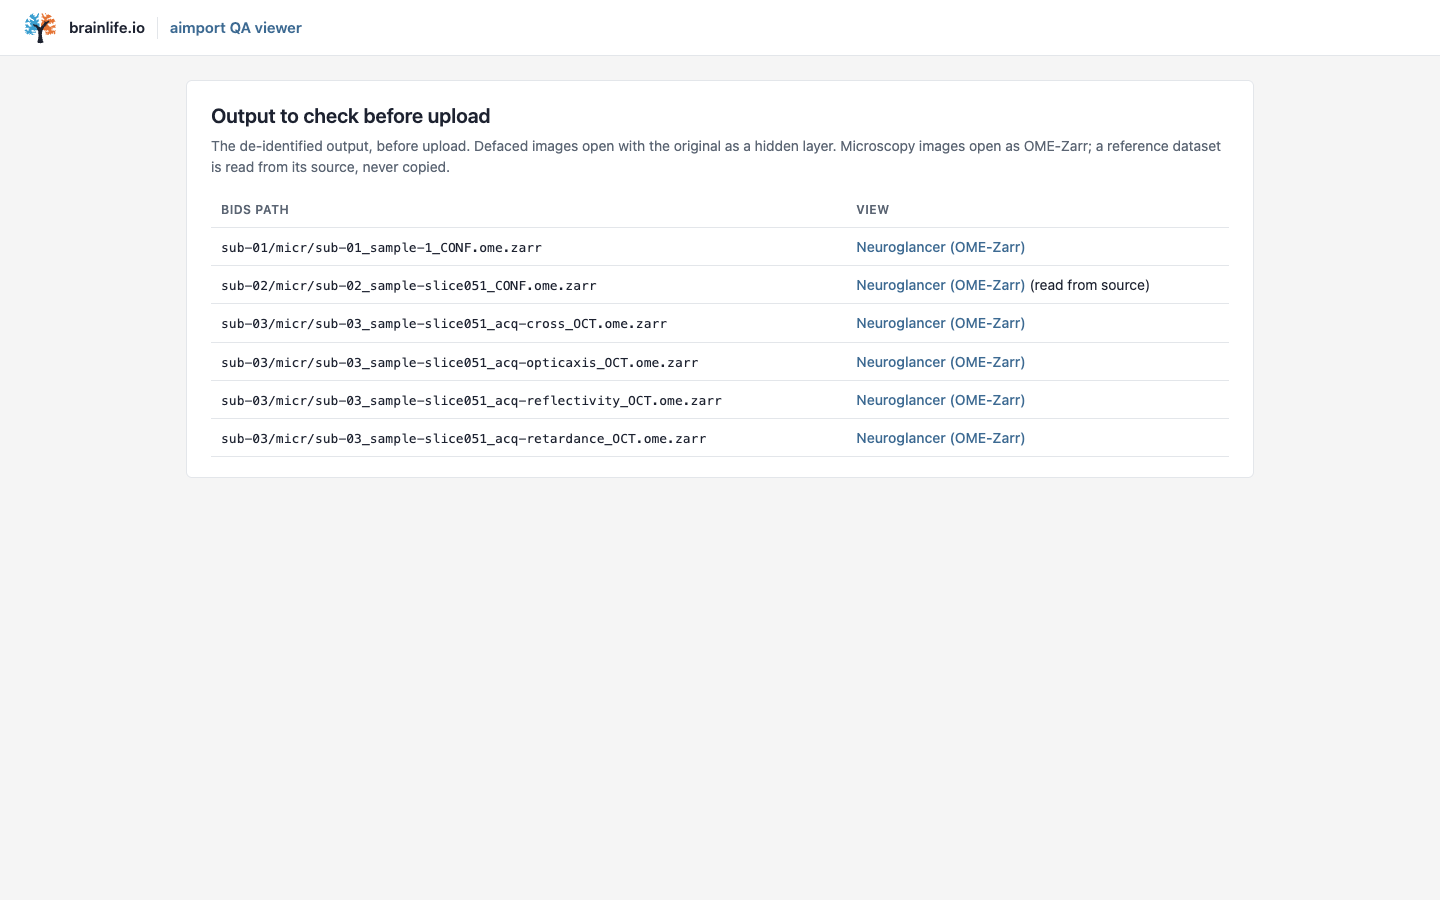 brainlife.io
aimport QA viewer
Output to check before upload
The de-identified output, before upload. Defaced images open with the original as a hidden layer. Microscopy images open as OME-Zarr; a reference dataset
is read from its source, never copied.
BIDS PATH VIEW
sub-01/micr/sub-01_sample-1_CONF.ome.zarr Neuroglancer (OME-Zarr)
sub-02/micr/sub-02_sample-slice051_CONF.ome.zarr Neuroglancer (OME-Zarr) (read from source)
sub-03/micr/sub-03_sample-slice051_acq-cross_OCT.ome.zarr Neuroglancer (OME-Zarr)
sub-03/micr/sub-03_sample-slice051_acq-opticaxis_OCT.ome.zarr Neuroglancer (OME-Zarr)
sub-03/micr/sub-03_sample-slice051_acq-reflectivity_OCT.ome.zarr Neuroglancer (OME-Zarr)
sub-03/micr/sub-03_sample-slice051_acq-retardance_OCT.ome.zarr Neuroglancer (OME-Zarr)